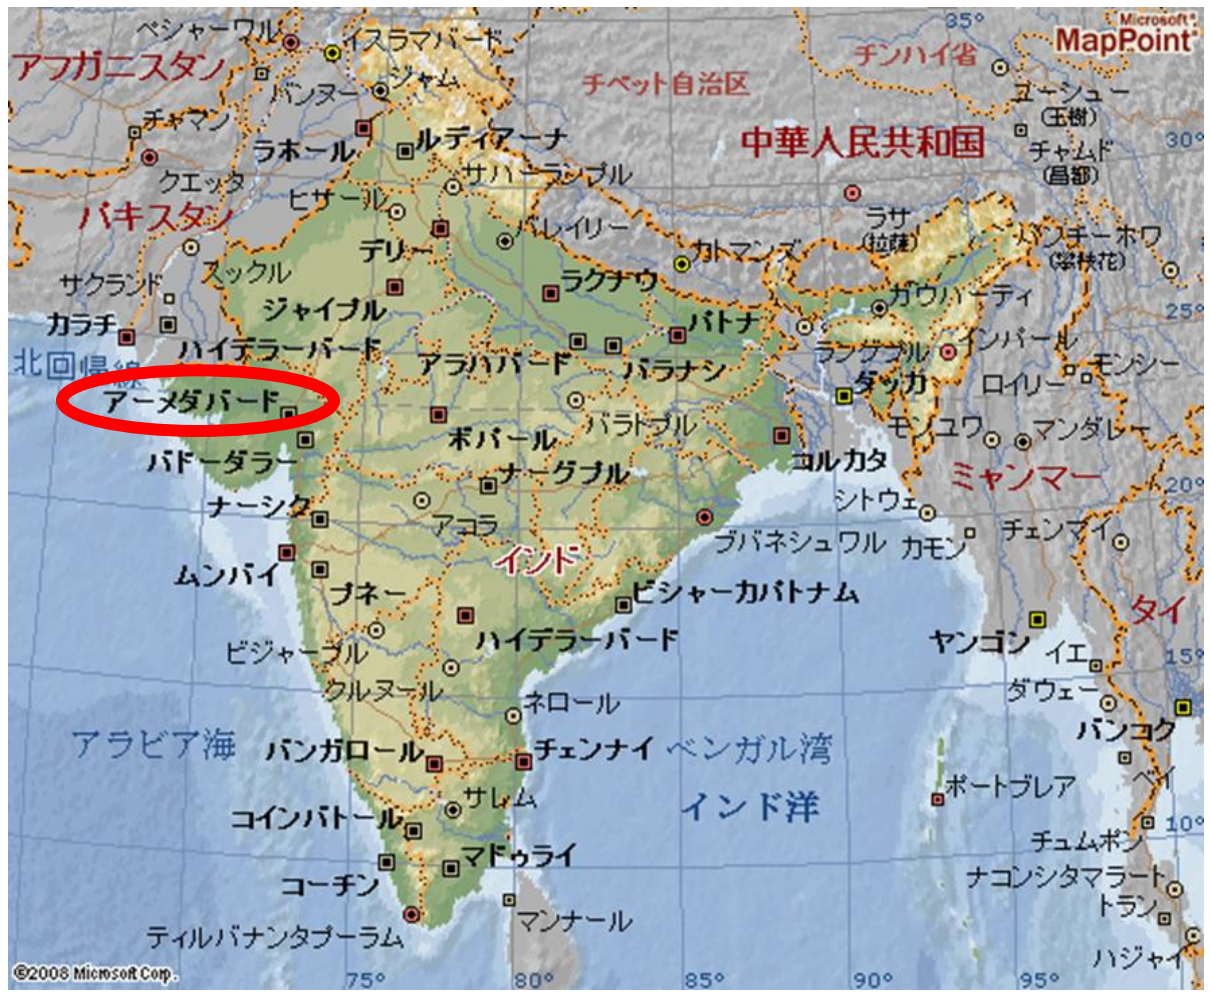 ペシャーワル
イスラマバード
35°
Microsoft®
MapPoint®
アフガニスタン
チンハイ省
バンヌー
ジャム
チベット自治区
ユーシュー
(玉樹)
チャマン
ラホール
ルディアーナ
中華人民共和国
30°
チャムド
(昌都)
クエッタ
サハーランプル
ヒサール
パキスタン
バレイリー
ラサ
(拉薩)
パンチーホワ
(攀枝花)
デリー
カトマンズ
スックル
サクランド
ラクナウ
ガウハーティ
ジャイプル
25°
カラチ
パトナ
ハイデラーバード
アラハバード
バラナシ
ラングプル
インパール
モンシー
北回帰線
ダッカ
ロイリー
アーメダバード
ボパール
バラトプル
モンユワ
マンダレー
バドーダラー
コルカタ
ナーグプル
ミャンマー
20°
ナーシク
アコラ
シトウェ
インド
ブバネシュワル
カモン
チェンマイ
ムンバイ
プネー
ビシャーカパトナム
タイ
ハイデラーバード
ヤンゴン
イエ
15°
ビジャープル
クルヌール
ネロール
ダウェー
アラビア海
バンガロール
チェンナイ
ベンガル湾
バンコク
ベイ
サレム
インド洋
ポートブレア
コインバトール
10°
チュムポン
マドゥライ
コーチン
ナコンシタマラート
トラン
マンナール
ティルバナンタプーラム
ハジャイ
©2008 Microsoft Corp.
75°
80°
85°
90°
95°